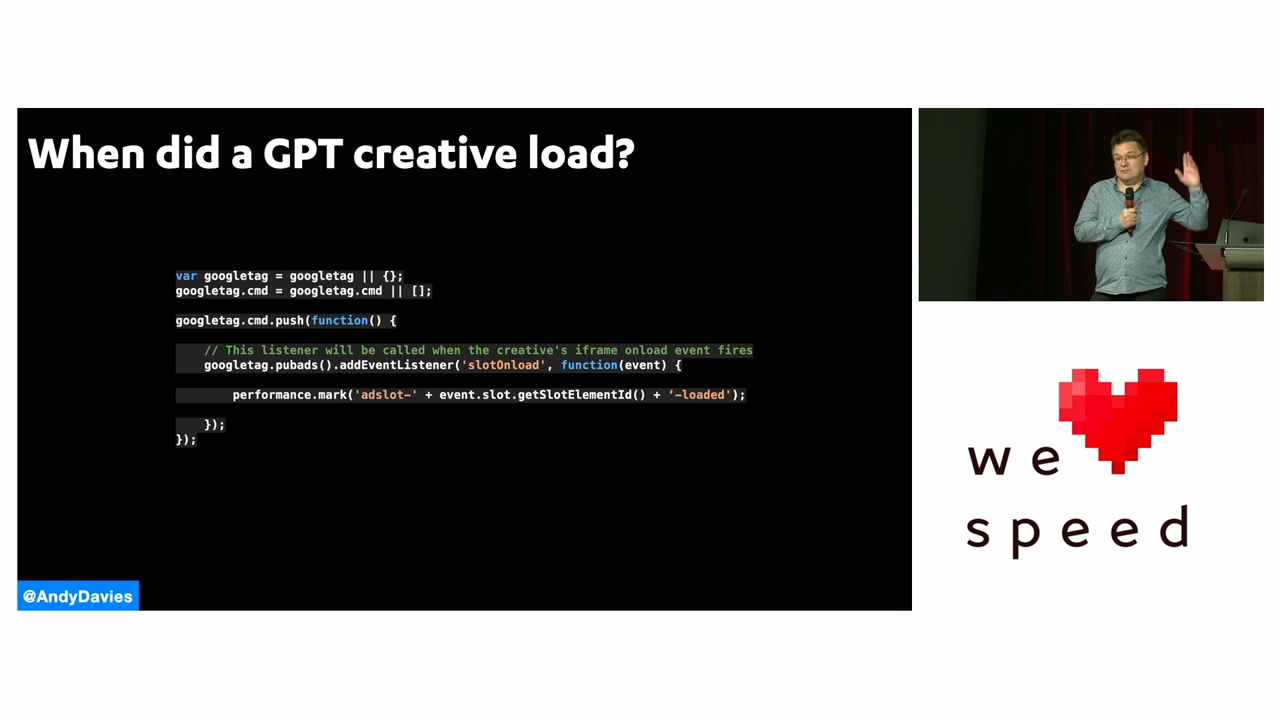 When did a GPT creative load?
var googletag = googletag || {};
googletag.cmd = googletag.cmd || [];
googletag.cmd.push(function() {
// This listener will be called when the creative's iframe onload event fires
googletag.pubads().addEventListener('slotOnload', function(event) {
performance.mark('adslot-' + event.slot.getSlotElementId() + ‘-loaded');
});
});
@AndyDavies
we
speed